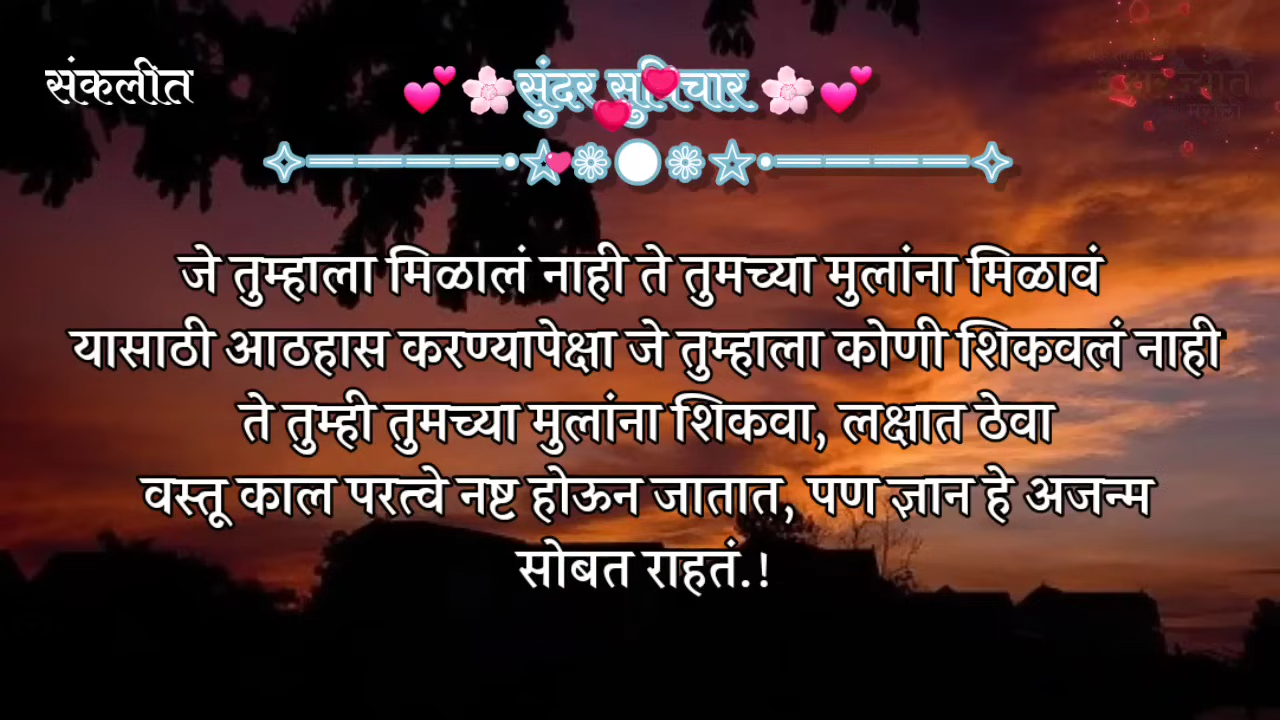 संकलीत
💕🌸सुंदर सुविचार🌸💕
✧═════•☆❁⚪❁☆•═════✧
जे तुम्हाला मिळालं नाही ते तुमच्या मुलांना मिळावं
यासाठी आठहास करण्यापेक्षा जे तुम्हाला कोणी शिकवलं नाही
ते तुम्ही तुमच्या मुलांना शिकवा, लक्षात ठेवा
वस्तू काल परत्वे नष्ट होऊन जातात, पण ज्ञान हे अजन्म
सोबत राहतं.!